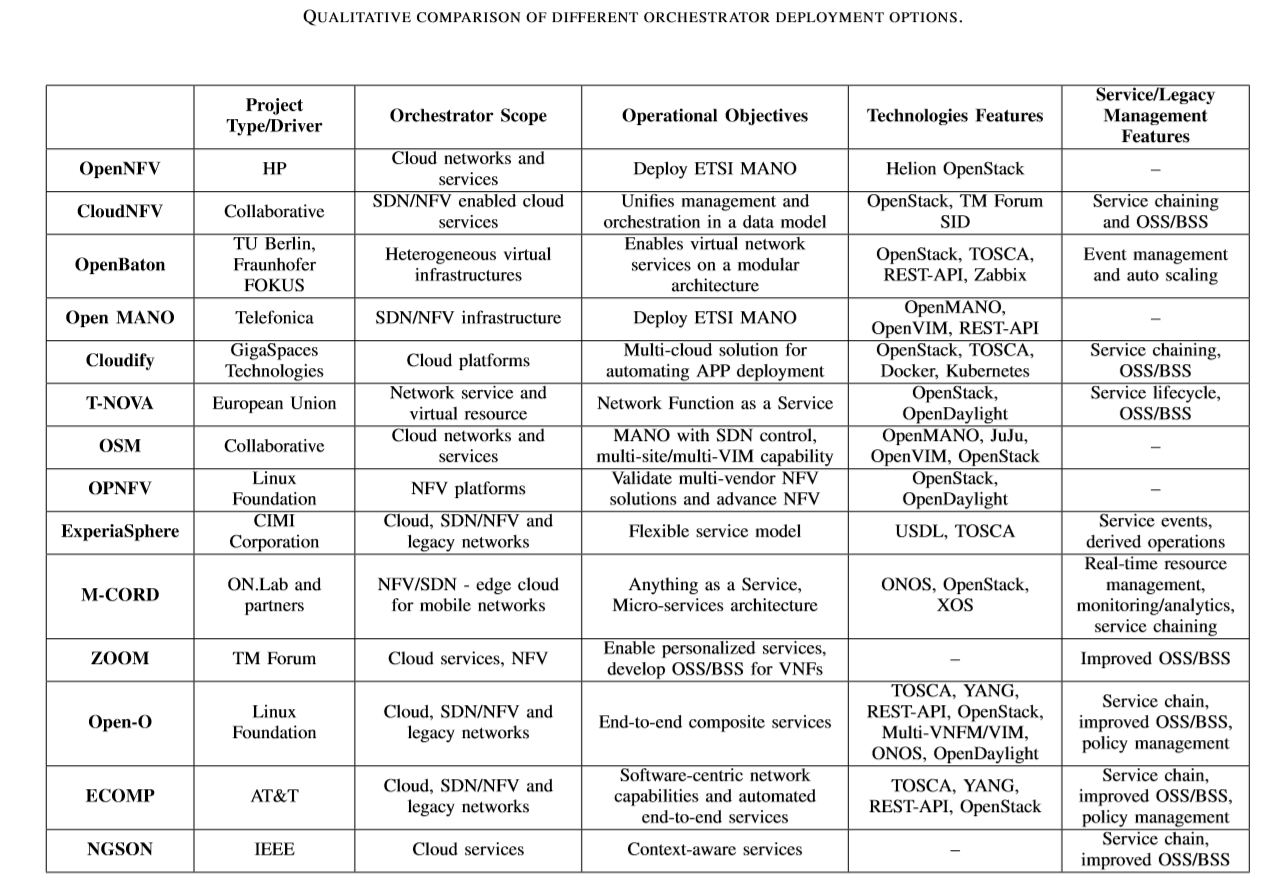 QUALITATIVE COMPARISON OF DIFFERENT ORCHESTRATOR DEPLOYMENT OPTIONS.
Project
Type/Driver
Orchestrator Scope
Operational Objectives
Technologies Features
Service/Legacy
Management
Features
OpenNFV
HP
Cloud networks and
services
Deploy ETSI MANO
Helion OpenStack
–
CloudNFV
Collaborative
SDN/NFV enabled cloud
services
Unifies management and
orchestration in a data model
OpenStack, TM Forum
SID
Service chaining
and OSS/BSS
OpenBaton
TU Berlin,
Fraunhofer
FOKUS
Heterogeneous virtual
infrastructures
Enables virtual network
services on a modular
architecture
OpenStack, TOSCA,
REST-API, Zabbix
Event management
and auto scaling
Open MANO
Telefonica
SDN/NFV infrastructure
Deploy ETSI MANO
OpenMANO,
OpenVIM, REST-API
–
Cloudify
GigaSpaces
Technologies
Cloud platforms
Multi-cloud solution for
automating APP deployment
OpenStack, TOSCA,
Docker, Kubernetes
Service chaining,
OSS/BSS
T-NOVA
European Union
Network service and
virtual resource
Network Function as a Service
OpenStack,
OpenDaylight
Service lifecycle,
OSS/BSS
OSM
Collaborative
Cloud networks and
services
MANO with SDN control,
multi-site/multi-VIM capability
OpenMANO, JuJu,
OpenVIM, OpenStack
–
OPNFV
Linux
Foundation
NFV platforms
Validate multi-vendor NFV
solutions and advance NFV
OpenStack,
OpenDaylight
–
ExperiaSphere
CIMI
Corporation
Cloud, SDN/NFV and
legacy networks
Flexible service model
USDL, TOSCA
Service events,
derived operations
M-CORD
ON.Lab and
partners
NFV/SDN - edge cloud
for mobile networks
Anything as a Service,
Micro-services architecture
ONOS, OpenStack,
XOS
Real-time resource
management,
monitoring/analytics,
service chaining
ZOOM
TM Forum
Cloud services, NFV
Enable personalized services,
develop OSS/BSS for VNFs
–
Improved OSS/BSS
Open-O
Linux
Foundation
Cloud, SDN/NFV and
legacy networks
End-to-end composite services
TOSCA, YANG,
REST-API, OpenStack,
Multi-VNFM/VIM,
ONOS, OpenDaylight
Service chain,
improved OSS/BSS,
policy management
ECOMP
AT&T
Cloud, SDN/NFV and
legacy networks
Software-centric network
capabilities and automated
end-to-end services
TOSCA, YANG,
REST-API, OpenStack
Service chain,
improved OSS/BSS,
policy management
NGSON
IEEE
Cloud services
Context-aware services
–
Service chain,
improved OSS/BSS